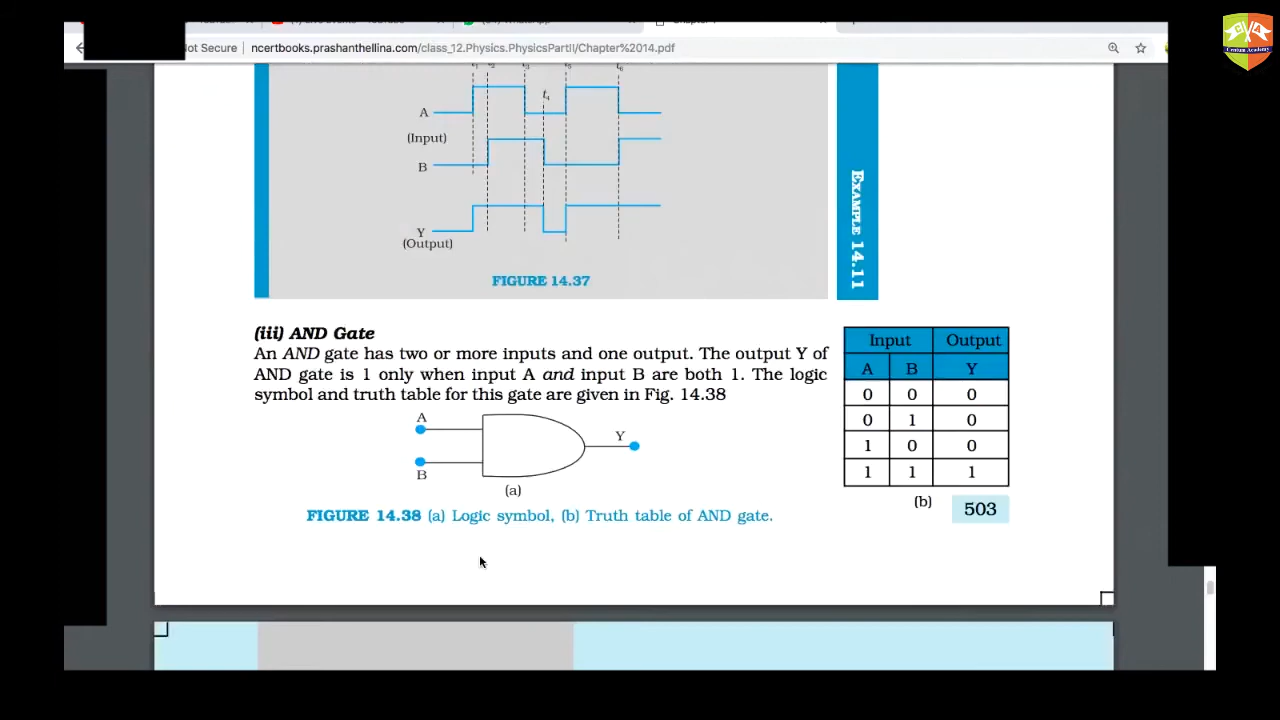 Not Secure | ncertbooks.prashanthellina.com/class_12.Physics.PhysicsPartII/Chapter%2014.pdf
Centum Academy
t4
A
(Input)
B
Y
(Output)
FIGURE 14.37
EXAMPLE 14.11
(iii) AND Gate
An AND gate has two or more inputs and one output. The output Y of
AND gate is 1 only when input A and input B are both 1. The logic
symbol and truth table for this gate are given in Fig. 14.38
A
Y
B
(a)
FIGURE 14.38 (a) Logic symbol, (b) Truth table of AND gate.
Input Output
A B Y
0 0 0
0 1 0
1 0 0
1 1 1
(b)
503